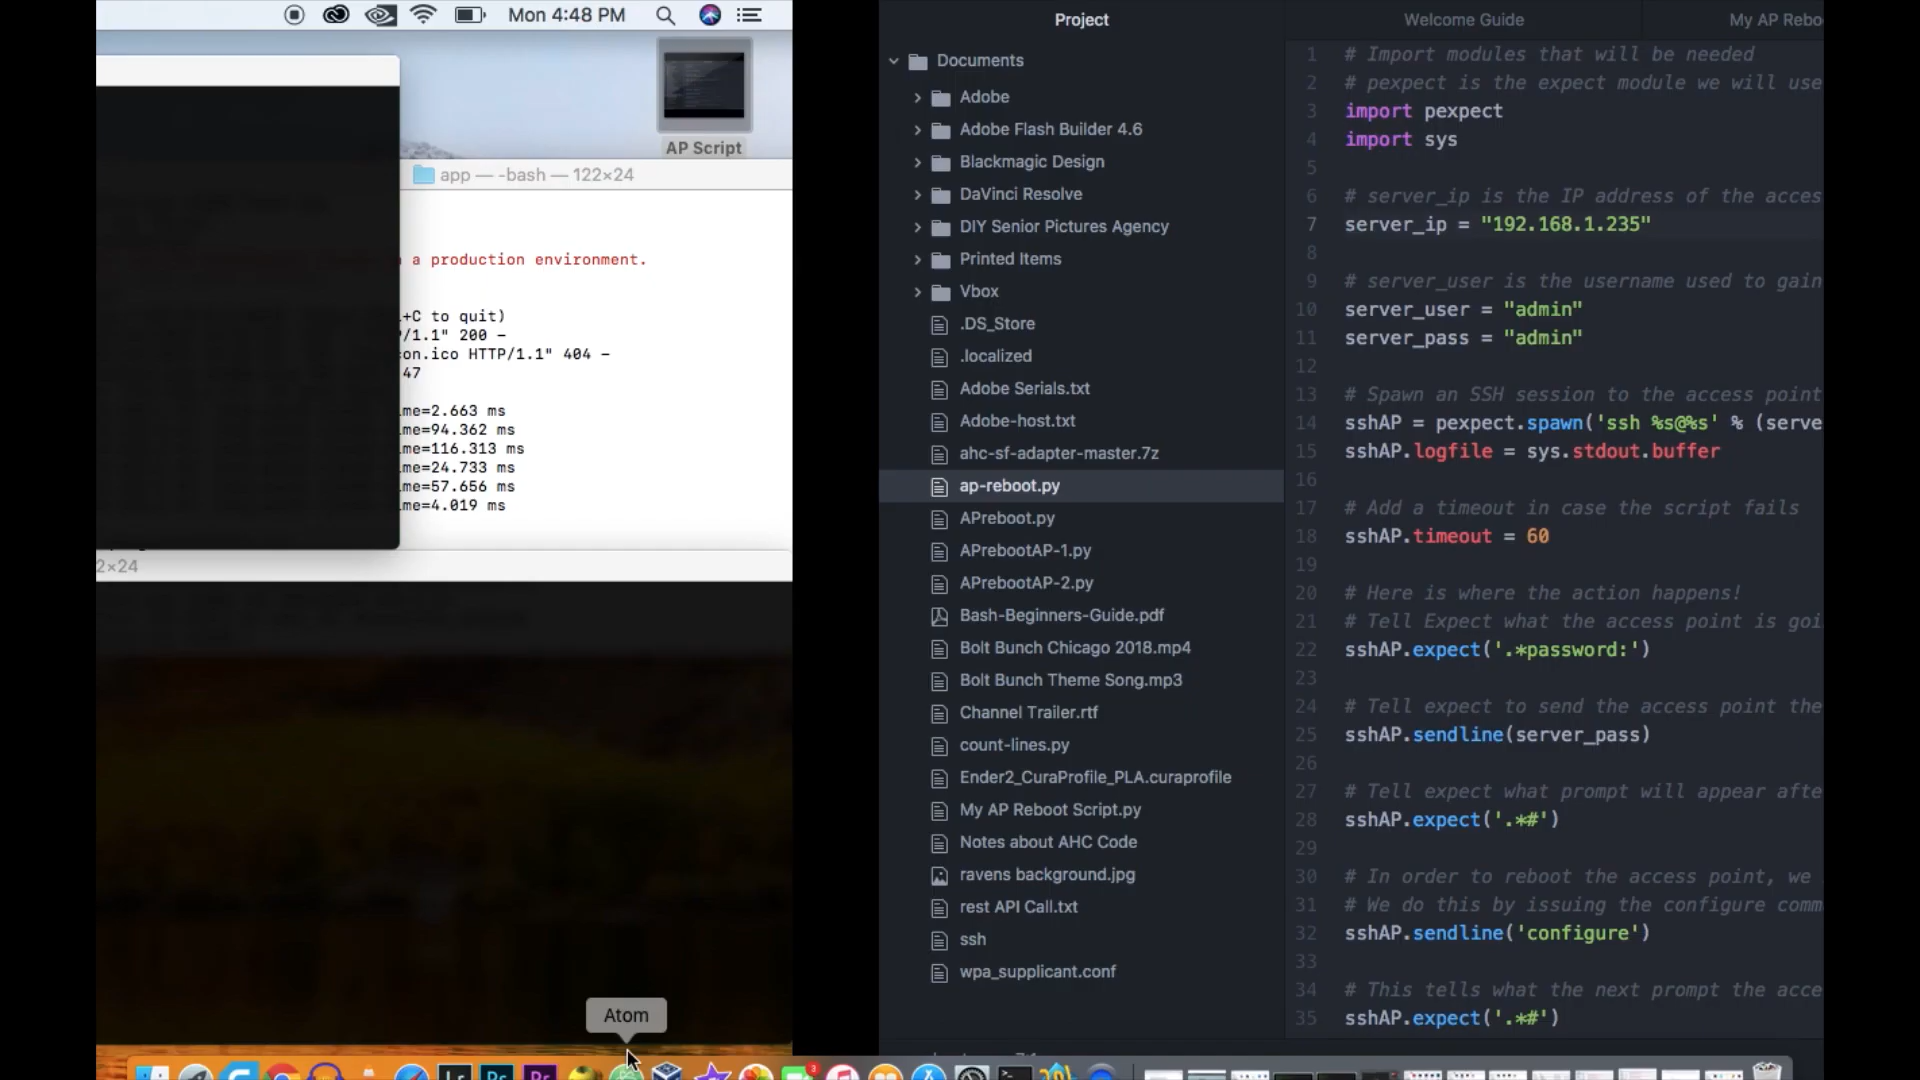 Mon 4:48 PM
AP Script
app — -bash — 122×24
a production environment.
+C to quit)
/1.1" 200 -
con.ico HTTP/1.1" 404 -
47
me=2.663 ms
me=94.362 ms
me=116.313 ms
me=24.733 ms
me=57.656 ms
me=4.019 ms
2×24
Atom
Lr Ps Pr
3
Project
Documents
Adobe
Adobe Flash Builder 4.6
Blackmagic Design
DaVinci Resolve
DIY Senior Pictures Agency
Printed Items
Vbox
.DS_Store
.localized
Adobe Serials.txt
Adobe-host.txt
ahc-sf-adapter-master.7z
ap-reboot.py
APreboot.py
APrebootAP-1.py
APrebootAP-2.py
Bash-Beginners-Guide.pdf
Bolt Bunch Chicago 2018.mp4
Bolt Bunch Theme Song.mp3
Channel Trailer.rtf
count-lines.py
Ender2_CuraProfile_PLA.curaprofile
My AP Reboot Script.py
Notes about AHC Code
ravens background.jpg
rest API Call.txt
ssh
wpa_supplicant.conf
Welcome Guide
My AP Rebo
1 # Import modules that will be needed
2 # pexpect is the expect module we will use
3 import pexpect
4 import sys
5
6 # server_ip is the IP address of the acces
7 server_ip = "192.168.1.235"
8
9 # server_user is the username used to gain
10 server_user = "admin"
11 server_pass = "admin"
12
13 # Spawn an SSH session to the access point
14 sshAP = pexpect.spawn('ssh %s@%s' % (serve
15 sshAP.logfile = sys.stdout.buffer
16
17 # Add a timeout in case the script fails
18 sshAP.timeout = 60
19
20 # Here is where the action happens!
21 # Tell Expect what the access point is goi
22 sshAP.expect('.*password:')
23
24 # Tell expect to send the access point the
25 sshAP.sendline(server_pass)
26
27 # Tell expect what prompt will appear afte
28 sshAP.expect('.*#')
29
30 # In order to reboot the access point, we
31 # We do this by issuing the configure comm
32 sshAP.sendline('configure')
33
34 # This tells what the next prompt the acce
35 sshAP.expect('.*#')